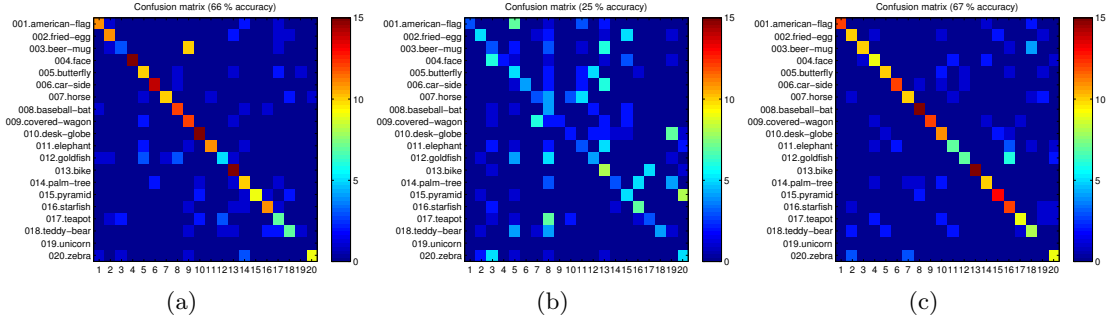 Confusion matrix (66 % accuracy)
001.american-flag
002.fried-egg
003.beer-mug
004.face
005.butterfly
006.car-side
007.horse
008.baseball-bat
009.covered-wagon
010.desk-globe
011.elephant
012.goldfish
013.bike
014.palm-tree
015.pyramid
016.starfish
017.teapot
018.teddy-bear
019.unicorn
020.zebra
1 2 3 4 5 6 7 8 9 10 11 12 13 14 15 16 17 18 19 20
15
10
5
0
(a)
Confusion matrix (25 % accuracy)
001.american-flag
002.fried-egg
003.beer-mug
004.face
005.butterfly
006.car-side
007.horse
008.baseball-bat
009.covered-wagon
010.desk-globe
011.elephant
012.goldfish
013.bike
014.palm-tree
015.pyramid
016.starfish
017.teapot
018.teddy-bear
019.unicorn
020.zebra
1 2 3 4 5 6 7 8 9 10 11 12 13 14 15 16 17 18 19 20
15
10
5
0
(b)
Confusion matrix (67 % accuracy)
001.american-flag
002.fried-egg
003.beer-mug
004.face
005.butterfly
006.car-side
007.horse
008.baseball-bat
009.covered-wagon
010.desk-globe
011.elephant
012.goldfish
013.bike
014.palm-tree
015.pyramid
016.starfish
017.teapot
018.teddy-bear
019.unicorn
020.zebra
1 2 3 4 5 6 7 8 9 10 11 12 13 14 15 16 17 18 19 20
15
10
5
0
(c)